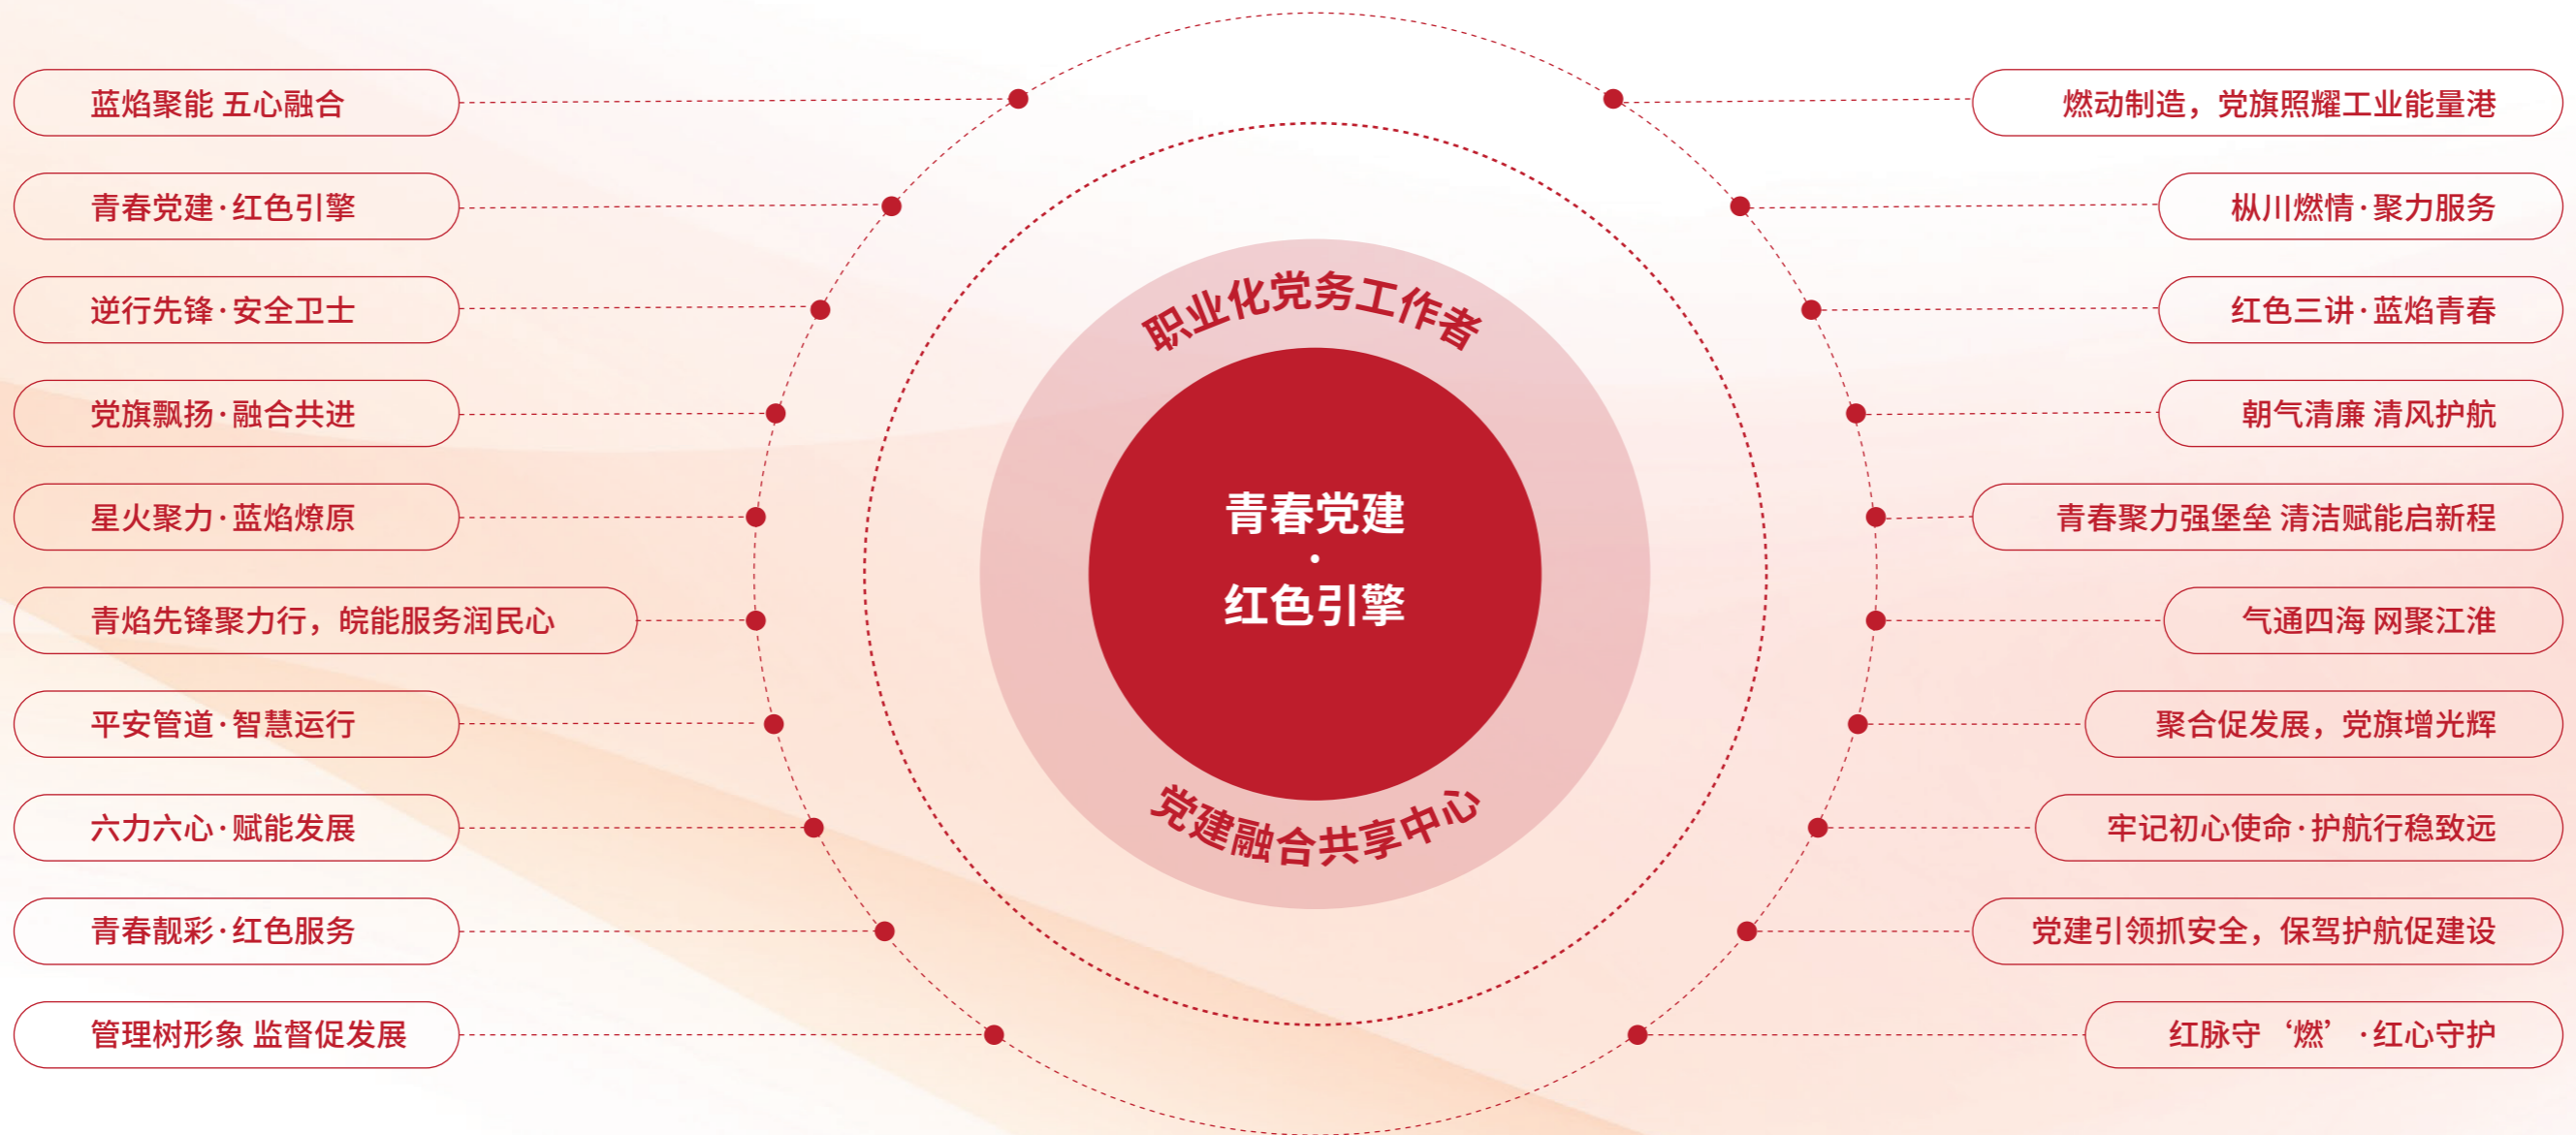 蓝焰聚能 五心融合
青春党建·红色引擎
逆行先锋·安全卫士
党旗飘扬·融合共进
星火聚力·蓝焰燎原
青焰先锋聚力行，皖能服务润民心
平安管道·智慧运行
六力六心·赋能发展
青春靓彩·红色服务
管理树形象 监督促发展
职业化党务工作者
青春党建
·
红色引擎
党建融合共享中心
燃动制造，党旗照耀工业能量港
枞川燃情·聚力服务
红色三讲·蓝焰青春
朝气清廉 清风护航
青春聚力强堡垒 清洁赋能启新程
气通四海 网聚江淮
聚合促发展，党旗增光辉
牢记初心使命·护航行稳致远
党建引领抓安全，保驾护航促建设
红脉守‘燃’·红心守护